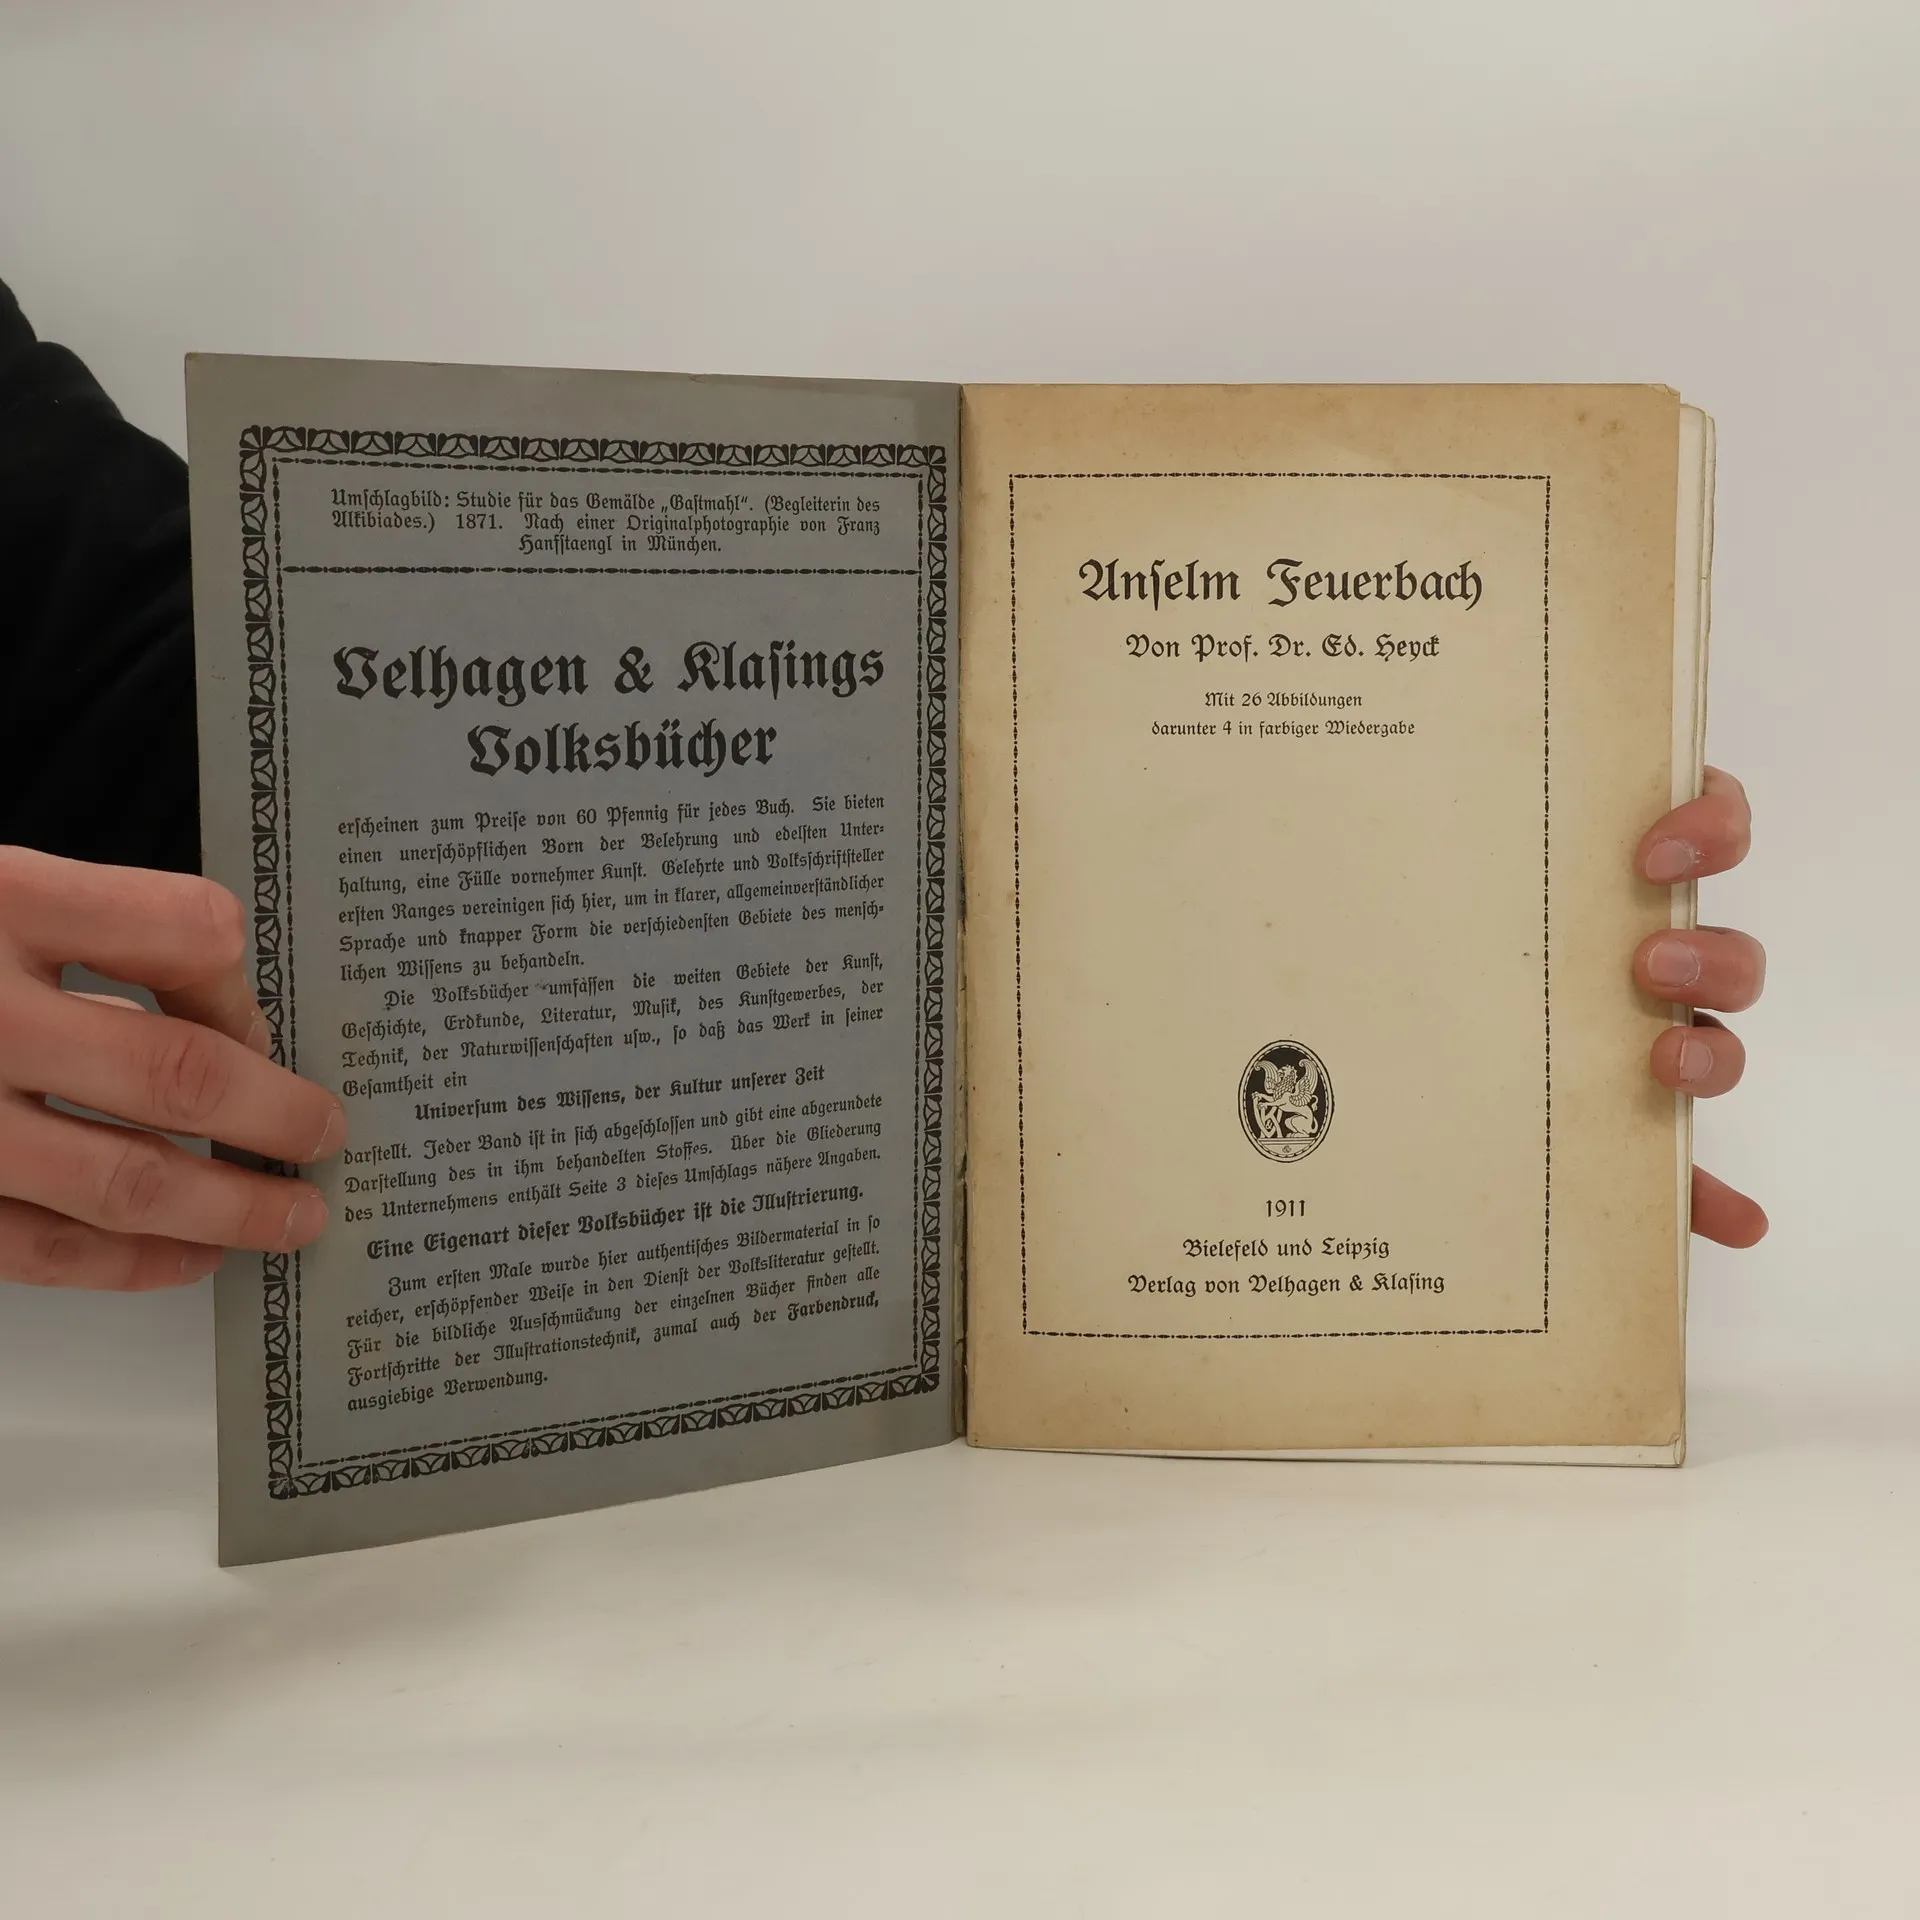 Umschlagbild: Studie für das Gemälde „Gastmahl“. (Begleiterin des
Alkibiades.) 1871. Nach einer Originalphotographie von Franz
Hanfstaengl in München.
Velhagen & Klasings
Volksbücher
erscheinen zum Preise von 60 Pfennig für jedes Buch. Sie bieten
einen unerschöpflichen Born der Belehrung und edelsten Unter-
haltung, eine Fülle vornehmer Kunst. Gelehrte und Volksschriftsteller
ersten Ranges vereinigen sich hier, um in klarer, allgemeinverständlicher
Sprache und knapper Form die verschiedensten Gebiete des mensch-
lichen Wissens zu behandeln.
Die Volksbücher umfassen die weiten Gebiete der Kunst,
Geschichte, Erdkunde, Literatur, Musik, des Kunstgewerbes, der
Technik, der Naturwissenschaften usw., so daß das Werk in seiner
Gesamtheit ein
Universum des Wissens, der Kultur unserer Zeit
darstellt. Jeder Band ist in sich abgeschlossen und gibt eine abgerundete
Darstellung des in ihm behandelten Stoffes. Über die Gliederung
des Unternehmens enthält Seite 3 dieses Umschlags nähere Angaben.
Eine Eigenart dieser Volksbücher ist die Illustrierung.
Zum ersten Male wurde hier authentisches Bildermaterial in so
reicher, erschöpfender Weise in den Dienst der Volksliteratur gestellt.
Für die bildliche Ausschmückung der einzelnen Bücher finden alle
Fortschritte der Illustrationstechnik, zumal auch der Farbendruck,
ausgiebige Verwendung.
Anselm Feuerbach
Von Prof. Dr. Ed. Heyck
Mit 26 Abbildungen
darunter 4 in farbiger Wiedergabe
1911
Bielefeld und Leipzig
Verlag von Velhagen & Klasing